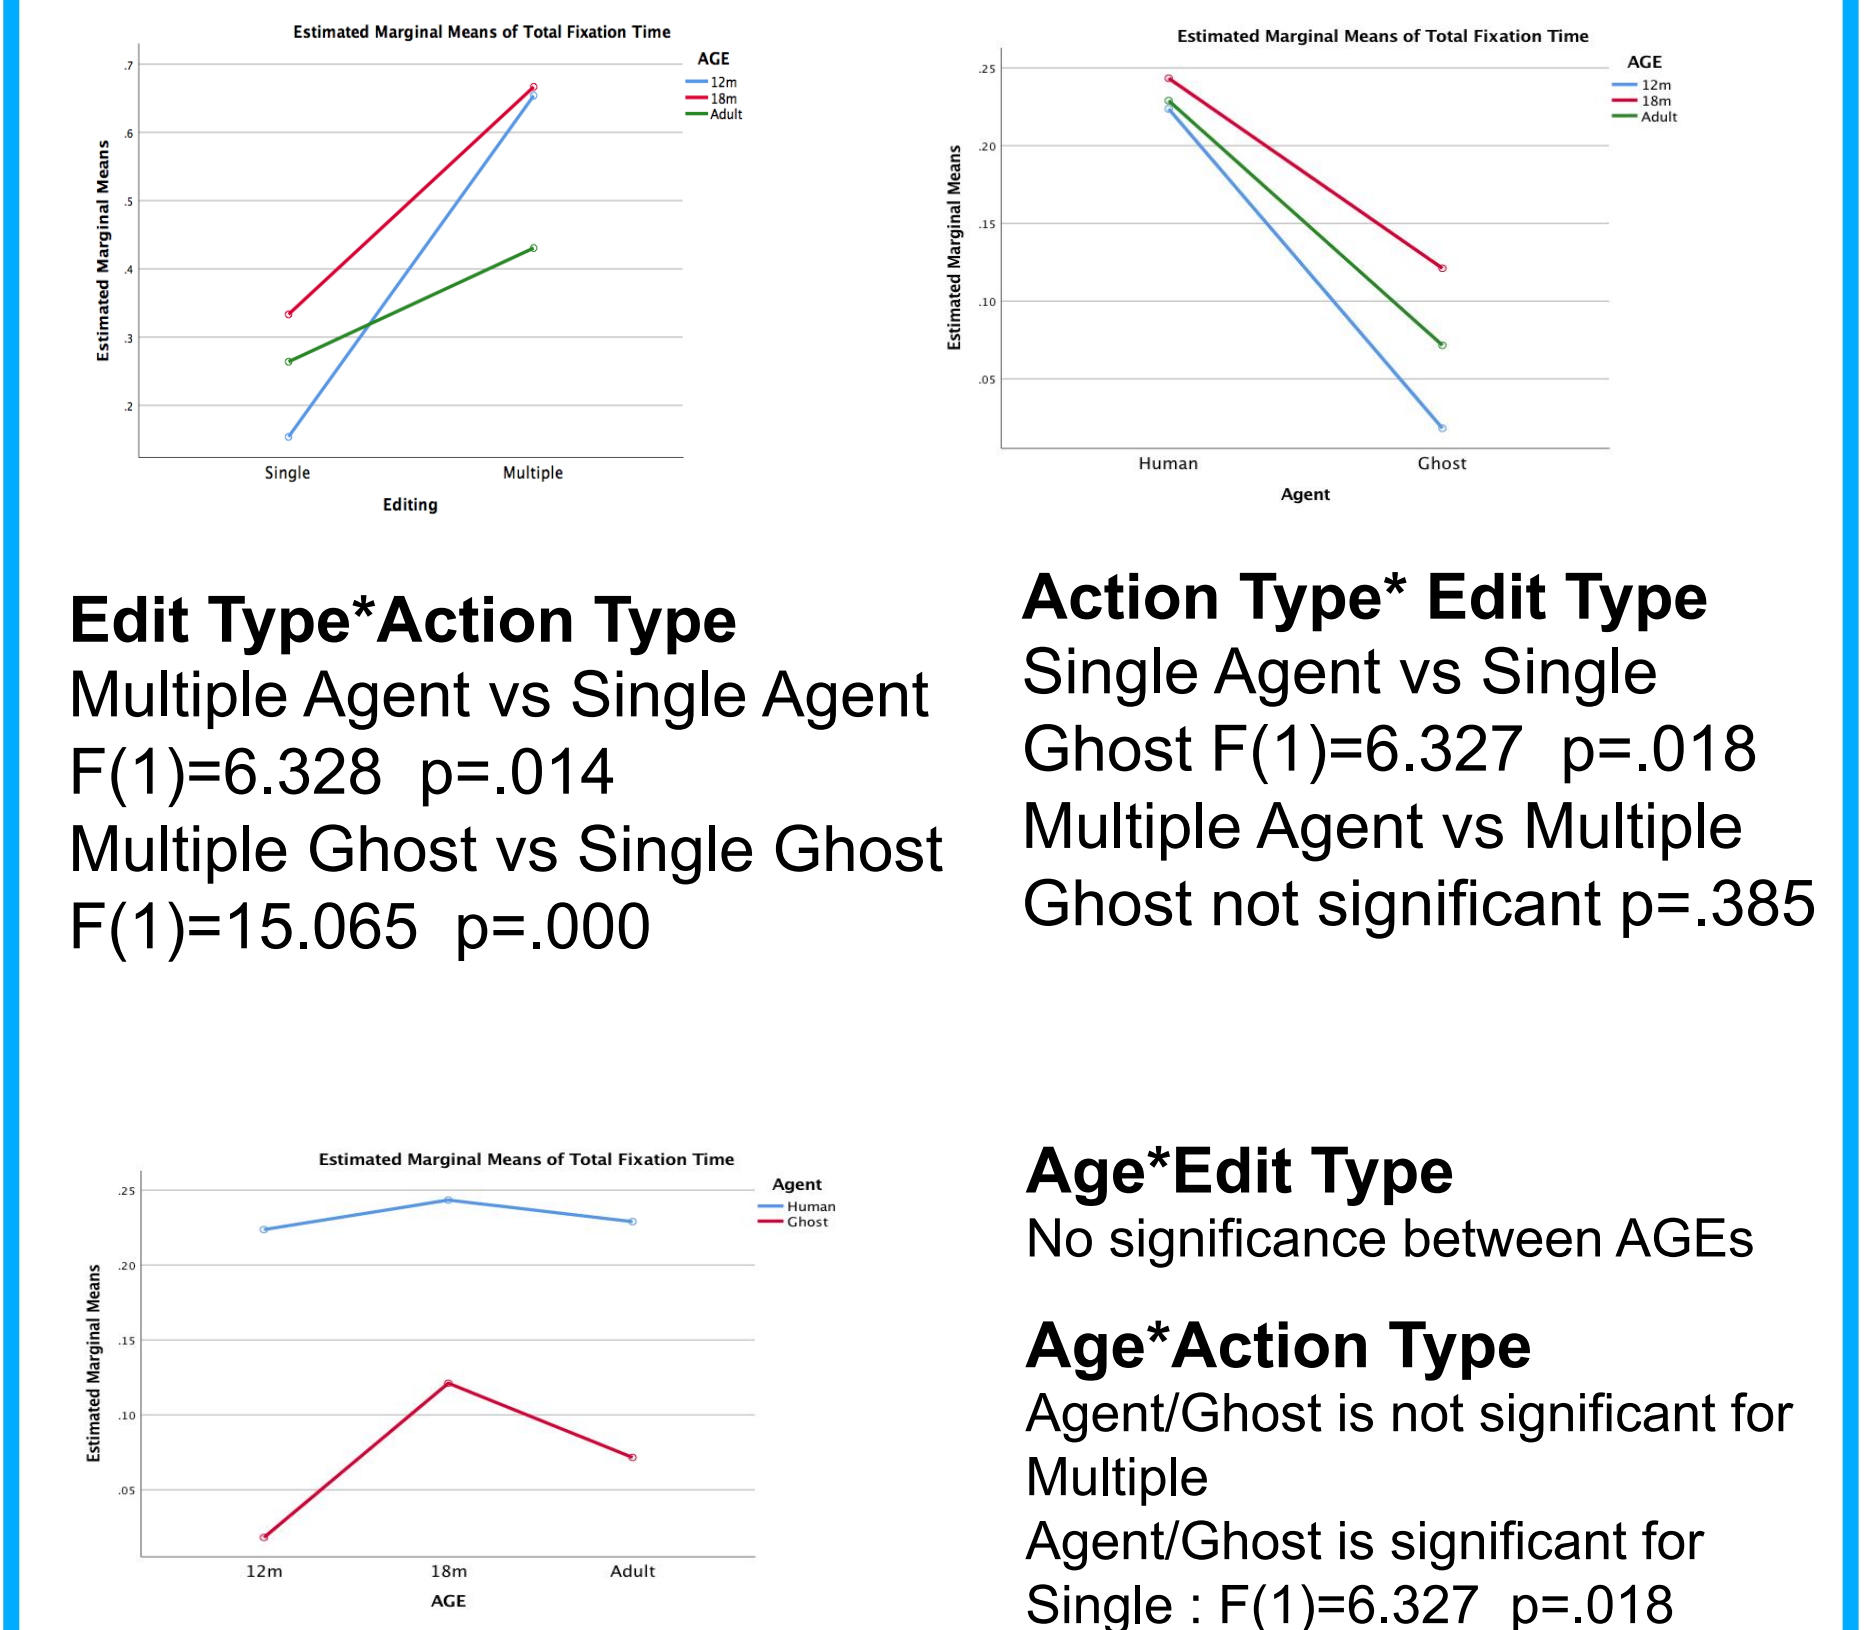 Estimated Marginal Means of Total Fixation Time
AGE
12m
18m
Adult
.7
.6
.5
.4
.3
.2
Estimated Marginal Means
Single Multiple
Editing
Estimated Marginal Means of Total Fixation Time
AGE
12m
18m
Adult
.25
.20
.15
.10
.05
Estimated Marginal Means
Human Ghost
Agent
Edit Type*Action Type
Multiple Agent vs Single Agent
F(1)=6.328 p=.014
Multiple Ghost vs Single Ghost
F(1)=15.065 p=.000
Action Type* Edit Type
Single Agent vs Single
Ghost F(1)=6.327 p=.018
Multiple Agent vs Multiple
Ghost not significant p=.385
Estimated Marginal Means of Total Fixation Time
Agent
Human
Ghost
.25
.20
.15
.10
.05
Estimated Marginal Means
12m 18m Adult
AGE
Age*Edit Type
No significance between AGEs
Age*Action Type
Agent/Ghost is not significant for
Multiple
Agent/Ghost is significant for
Single : F(1)=6.327 p=.018